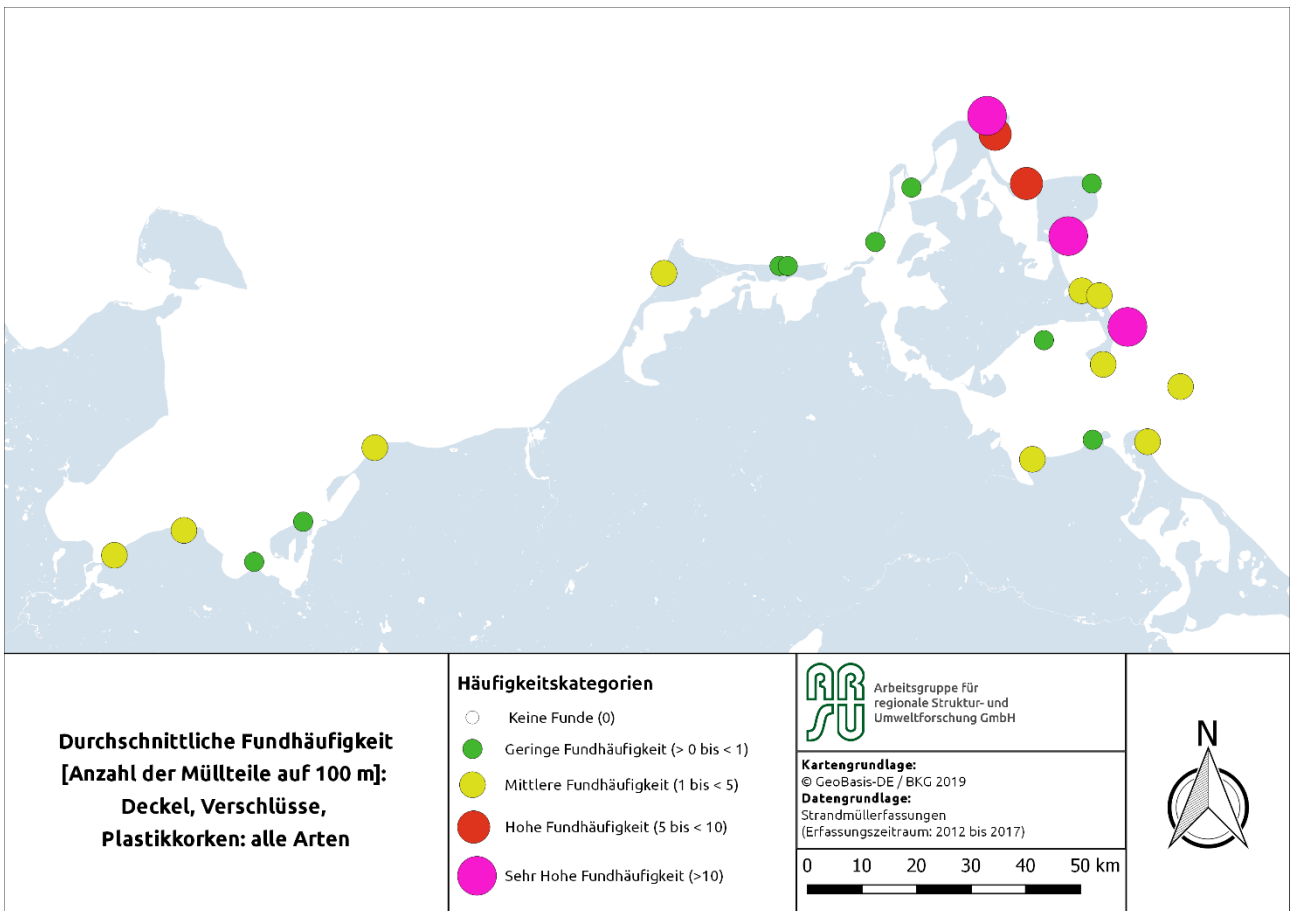 Durchschnittliche Fundhäufigkeit
[Anzahl der Müllteile auf 100 m]:
Deckel, Verschlüsse,
Plastikkorken: alle Arten
Häufigkeitskategorien
Keine Funde (0)
Geringe Fundhäufigkeit (> 0 bis < 1)
Mittlere Fundhäufigkeit (1 bis < 5)
Hohe Fundhäufigkeit (5 bis < 10)
Sehr Hohe Fundhäufigkeit (>10)
ARSU
Arbeitsgruppe für
regionale Struktur- und
Umweltforschung GmbH
Kartengrundlage:
© GeoBasis-DE / BKG 2019
Datengrundlage:
Strandmüllerfassungen
(Erfassungszeitraum: 2012 bis 2017)
0 10 20 30 40 50 km
N